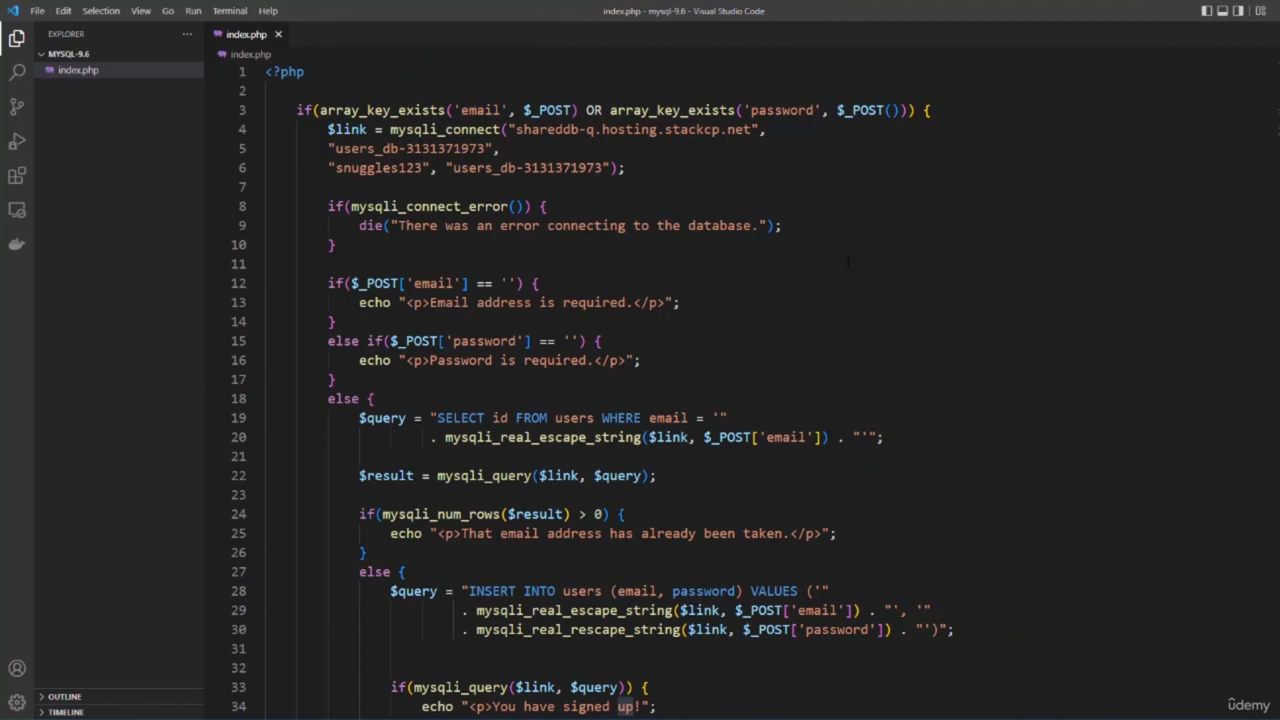 File Edit Selection View Go Run Terminal Help index.php - mysql-9.6 - Visual Studio Code
EXPLORER ··· index.php
MYSQL-9.6 index.php
index.php
1 <?php
2
3 if(array_key_exists('email', $_POST) OR array_key_exists('password', $_POST())) {
4 $link = mysqli_connect("shareddb-q.hosting.stackcp.net",
5 "users_db-3131371973",
6 "snuggles123", "users_db-3131371973");
7
8 if(mysqli_connect_error()) {
9 die("There was an error connecting to the database.");
10 }
11
12 if($_POST['email'] == '') {
13 echo "<p>Email address is required.</p>";
14 }
15 else if($_POST['password'] == '') {
16 echo "<p>Password is required.</p>";
17 }
18 else {
19 $query = "SELECT id FROM users WHERE email = '"
20 . mysqli_real_escape_string($link, $_POST['email']) . "'";
21
22 $result = mysqli_query($link, $query);
23
24 if(mysqli_num_rows($result) > 0) {
25 echo "<p>That email address has already been taken.</p>";
26 }
27 else {
28 $query = "INSERT INTO users (email, password) VALUES ('"
29 . mysqli_real_escape_string($link, $_POST['email']) . "', '"
30 . mysqli_real_rescape_string($link, $_POST['password']) . "')";
31
32
33 if(mysqli_query($link, $query)) {
34 echo "<p>You have signed up!";
OUTLINE
TIMELINE
ûdemy